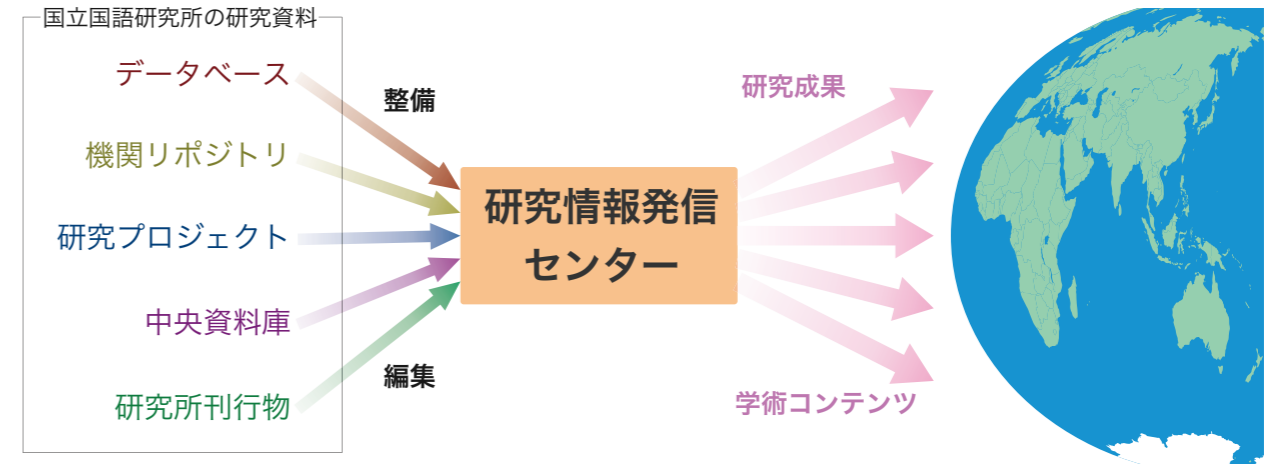 国立国語研究所の研究資料
データベース
機関リポジトリ
研究プロジェクト
中央資料庫
研究所刊行物
整備
編集
研究情報発信
センター
研究成果
学術コンテンツ